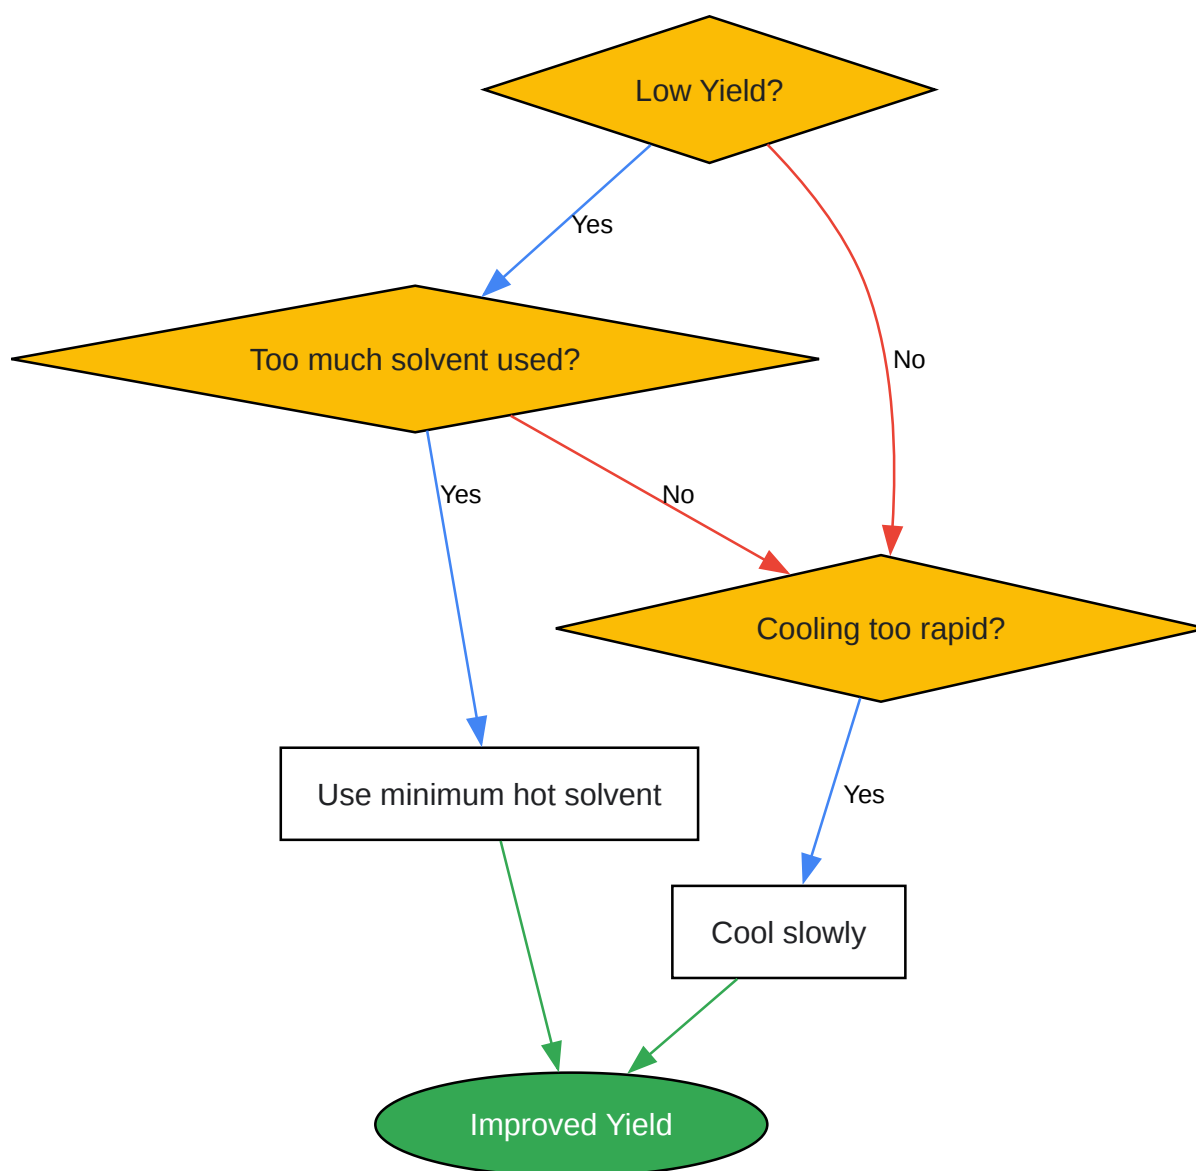 Low Yield?
Yes
Too much solvent used?
No
Yes
No
Cooling too rapid?
Use minimum hot solvent
Yes
Cool slowly
Improved Yield